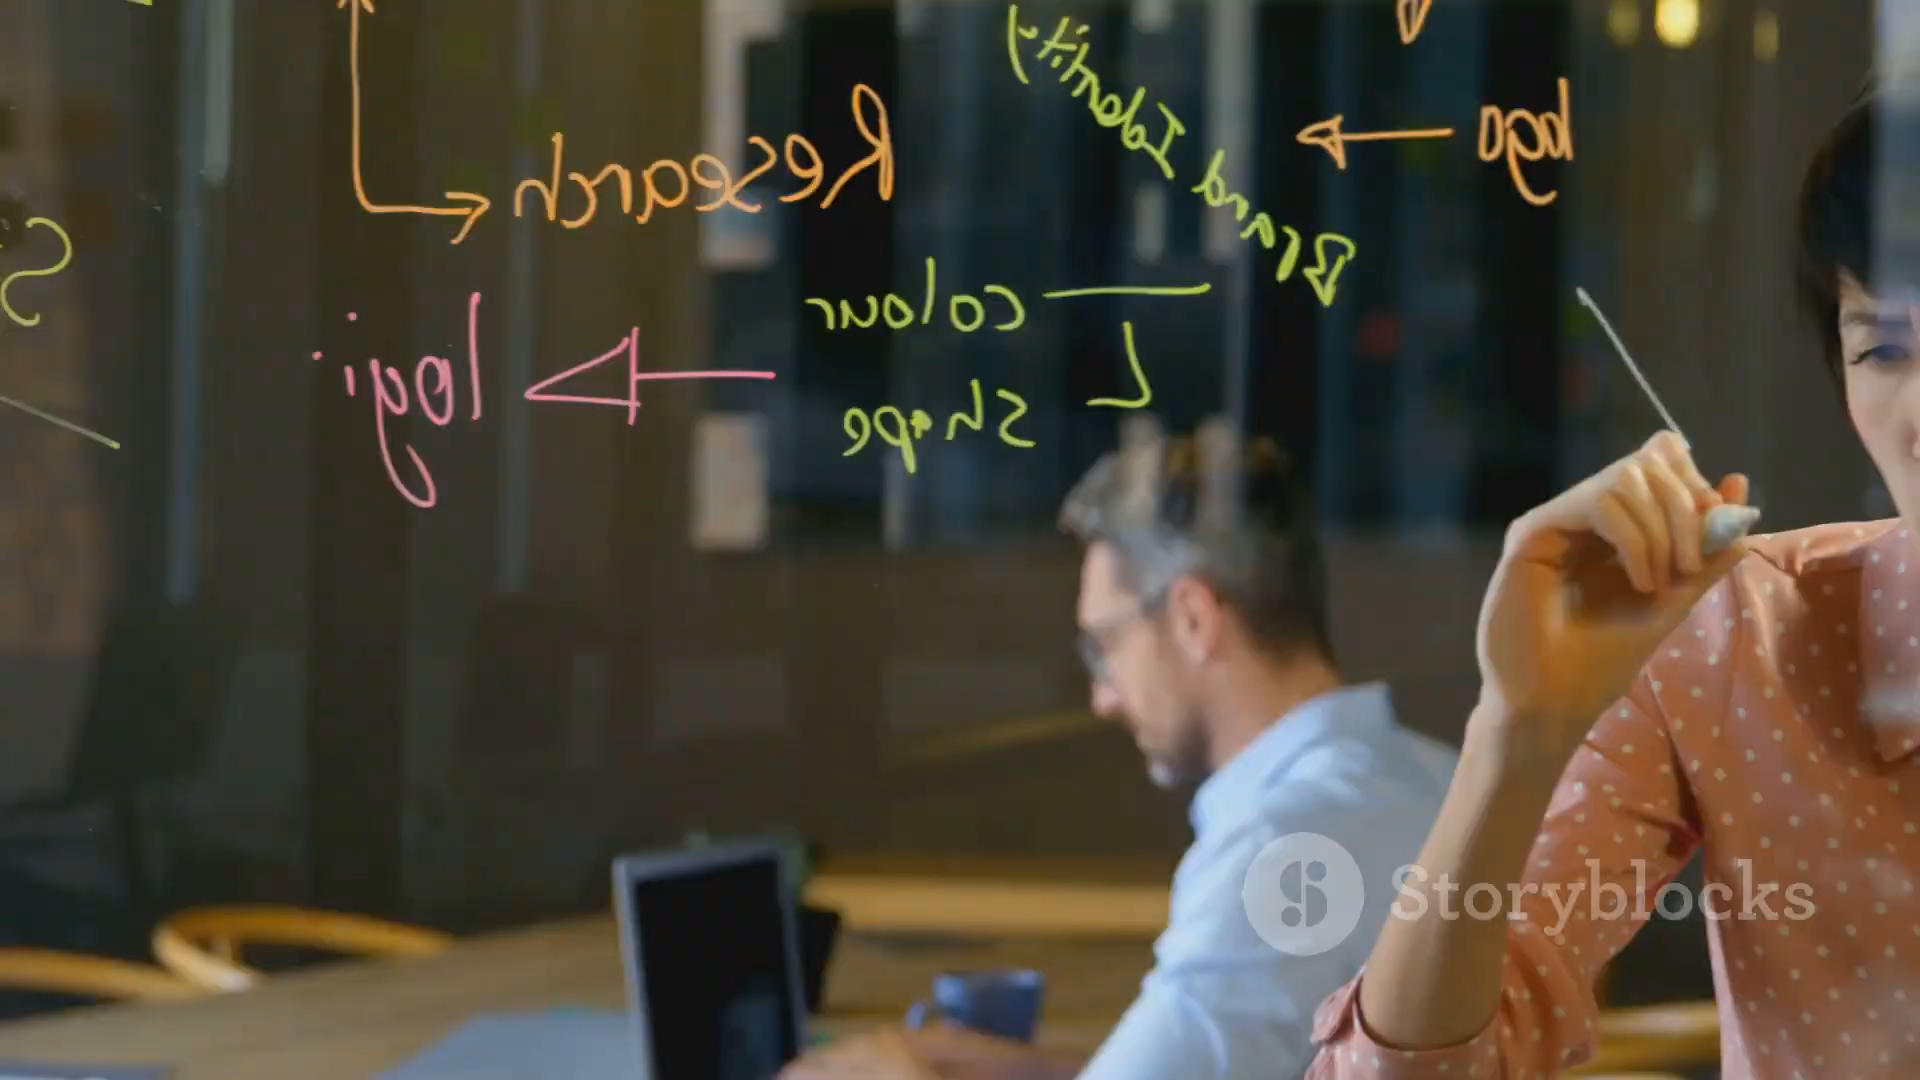 logo
Brand Identity)
Research
colour
shape
logi
Storyblocks